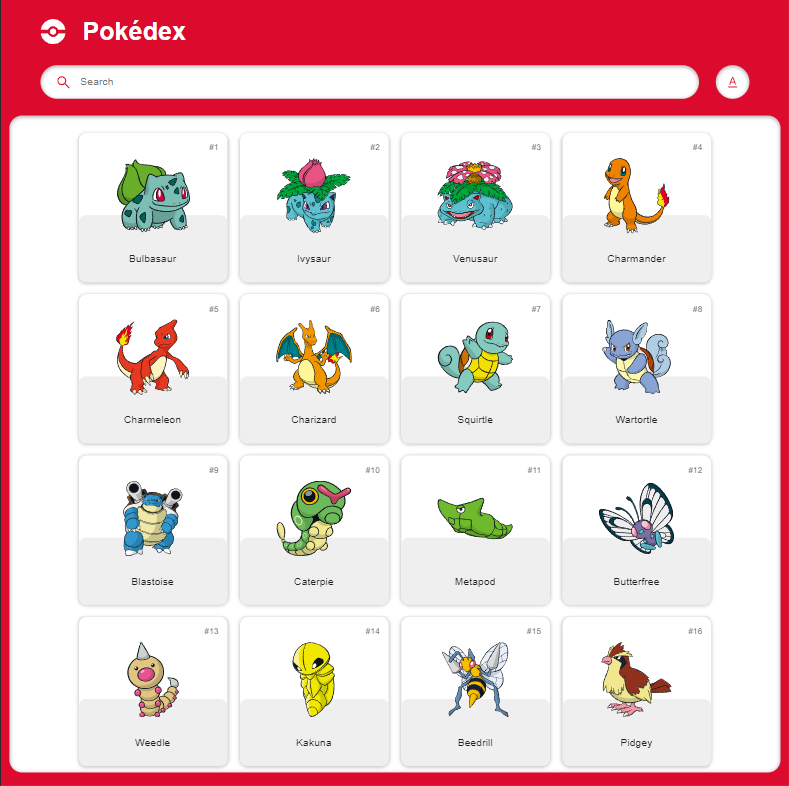 Pokédex
Search
A
#1
#2
#3
#4
Bulbasaur
Ivysaur
Venusaur
Charmander
#5
#6
#7
#8
Charmeleon
Charizard
Squirtle
Wartortle
#9
#10
#11
#12
Blastoise
Caterpie
Metapod
Butterfree
#13
#14
#15
#16
Weedle
Kakuna
Beedrill
Pidgey